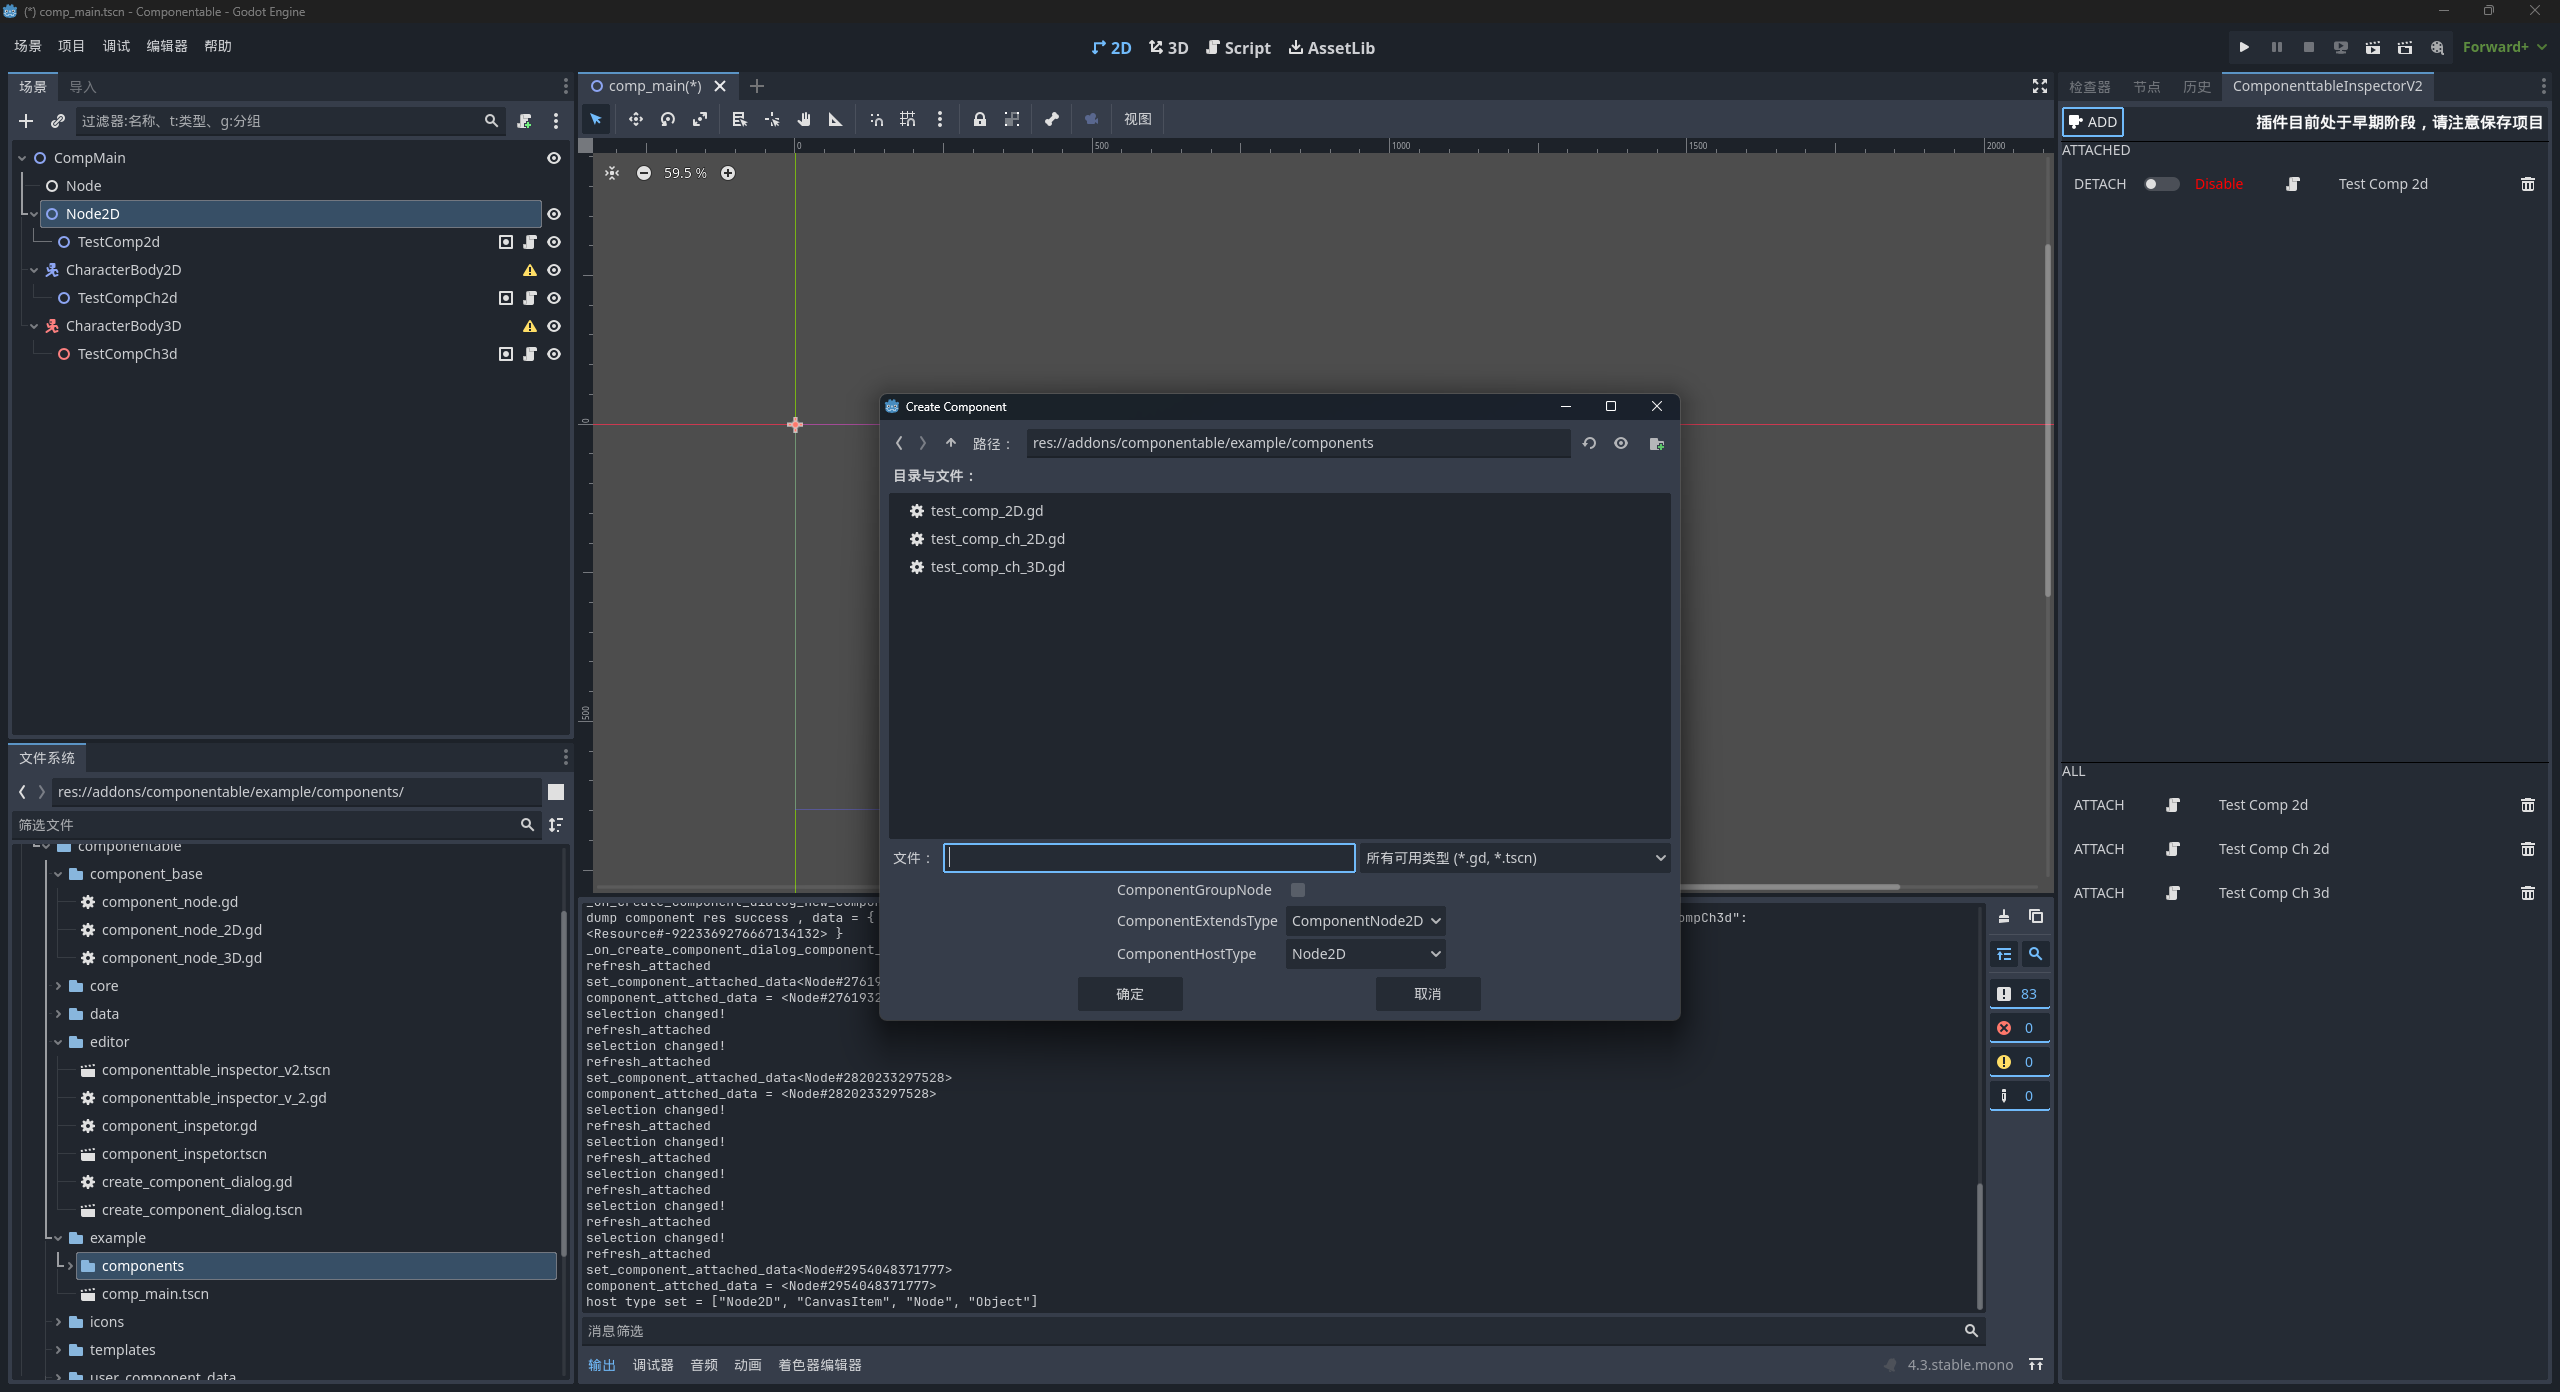 (*) comp_main.tscn - Componentable - Godot Engine
场景 项目 调试 编辑器 帮助
2D 3D Script AssetLib
Forward+
场景 导入
过滤器:名称、t:类型、g:分组
CompMain
Node
Node2D
TestComp2d
CharacterBody2D
TestCompCh2d
CharacterBody3D
TestCompCh3d
文件系统
res://addons/componentable/example/components/
筛选文件
componentable
component_base
component_node.gd
component_node_2D.gd
component_node_3D.gd
core
data
editor
componenttable_inspector_v2.tscn
componenttable_inspector_v_2.gd
component_inspetor.gd
component_inspetor.tscn
create_component_dialog.gd
create_component_dialog.tscn
example
components
comp_main.tscn
icons
templates
user_component_data
comp_main(*)
视图
0 500 1000 1500 2000
59.5 %
0
500
Create Component
路径： res://addons/componentable/example/components
目录与文件：
test_comp_2D.gd
test_comp_ch_2D.gd
test_comp_ch_3D.gd
文件： 所有可用类型 (*.gd, *.tscn)
ComponentGroupNode
ComponentExtendsType ComponentNode2D
ComponentHostType Node2D
确定 取消
_on_create_component_dialog_new_compo
dump component res success , data = { ompCh3d":
<Resource#-9223369276667134132> }
_on_create_component_dialog_component_
refresh_attached
set_component_attached_data<Node#27619
component_attched_data = <Node#2761932
selection changed!
refresh_attached
selection changed!
refresh_attached
set_component_attached_data<Node#2820233297528>
component_attched_data = <Node#2820233297528>
selection changed!
refresh_attached
selection changed!
refresh_attached
selection changed!
refresh_attached
selection changed!
refresh_attached
selection changed!
refresh_attached
set_component_attached_data<Node#2954048371777>
component_attched_data = <Node#2954048371777>
host type set = ["Node2D", "CanvasItem", "Node", "Object"]
83
0
0
0
消息筛选
输出 调试器 音频 动画 着色器编辑器
4.3.stable.mono
检查器 节点 历史 ComponenttableInspectorV2
ADD 插件目前处于早期阶段，请注意保存项目
ATTACHED
DETACH Disable Test Comp 2d
ALL
ATTACH Test Comp 2d
ATTACH Test Comp Ch 2d
ATTACH Test Comp Ch 3d